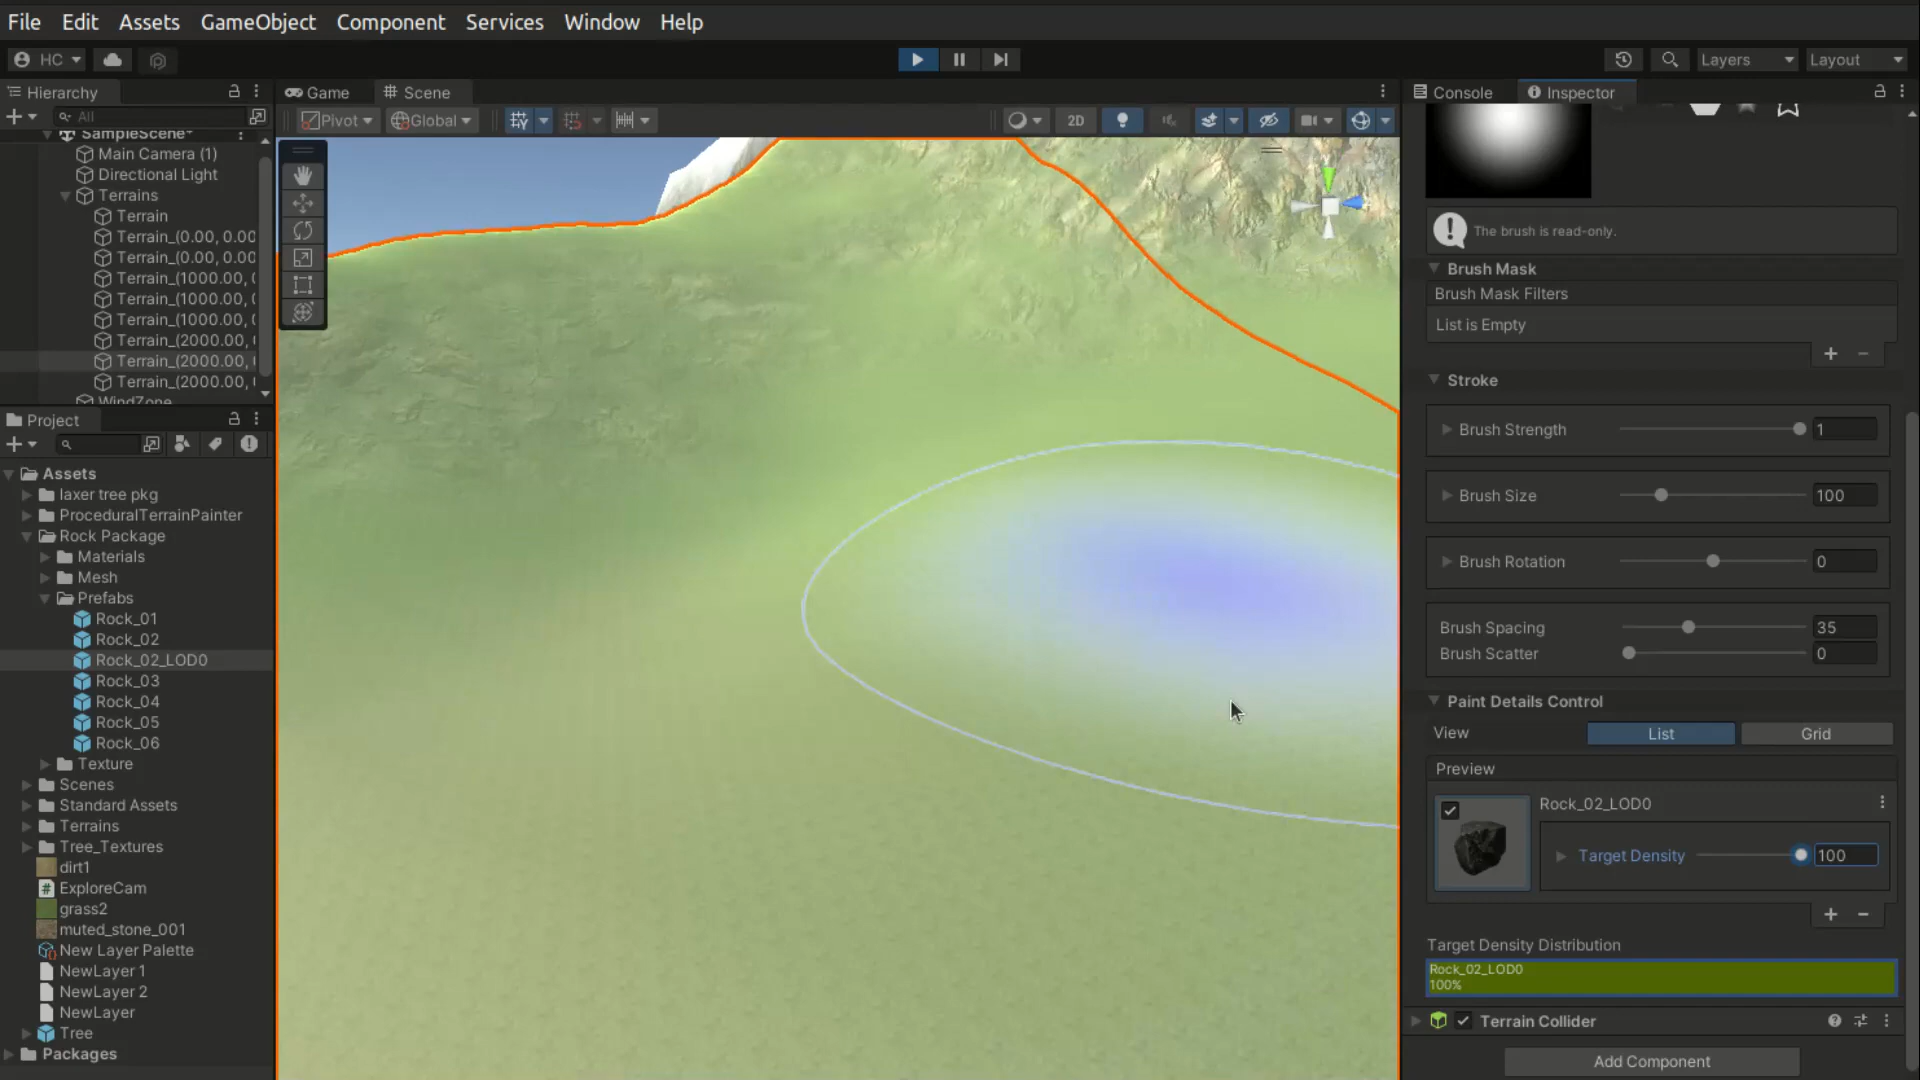 File Edit Assets GameObject Component Services Window Help
HC
Layers Layout
Hierarchy
All
SampleScene*
Main Camera (1)
Directional Light
Terrains
Terrain
Terrain_(0.00, 0.00
Terrain_(0.00, 0.00
Terrain_(1000.00, (
Terrain_(1000.00, (
Terrain_(1000.00, (
Terrain_(2000.00, (
Terrain_(2000.00, (
Terrain_(2000.00, (
WindZone
Project
Assets
laxer tree pkg
ProceduralTerrainPainter
Rock Package
Materials
Mesh
Prefabs
Rock_01
Rock_02
Rock_02_LOD0
Rock_03
Rock_04
Rock_05
Rock_06
Texture
Scenes
Standard Assets
Terrains
Tree_Textures
dirt1
ExploreCam
grass2
muted_stone_001
New Layer Palette
NewLayer 1
NewLayer 2
NewLayer
Tree
Packages
Game Scene
Pivot Global 2D
Console Inspector
The brush is read-only.
Brush Mask
Brush Mask Filters
List is Empty
Stroke
Brush Strength 1
Brush Size 100
Brush Rotation 0
Brush Spacing 35
Brush Scatter 0
Paint Details Control
View List Grid
Preview
Rock_02_LOD0
Target Density 100
Target Density Distribution
Rock_02_LOD0
100%
Terrain Collider
Add Component